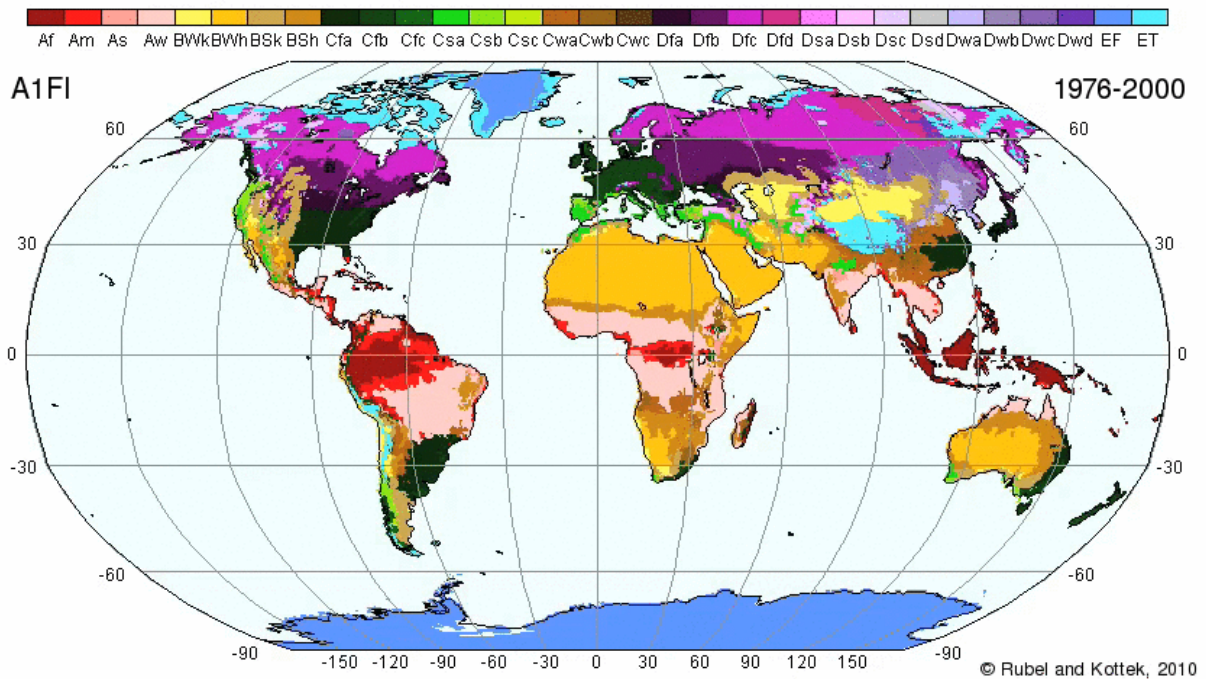 Af Am As Aw BWk BWh BSk BSh Cfa Cfb Cfc Csa Csb Csc Cwa Cwb Cwc Dfa Dfb Dfc Dfd Dsa Dsb Dsc Dsd Dwa Dwb Dwc Dwd EF ET
A1FI
1976-2000
60 60
30 30
0 0
-30 -30
-60 -60
-90 -150 -120 -90 -60 -30 0 30 60 90 120 150 -90
© Rubel and Kottek, 2010